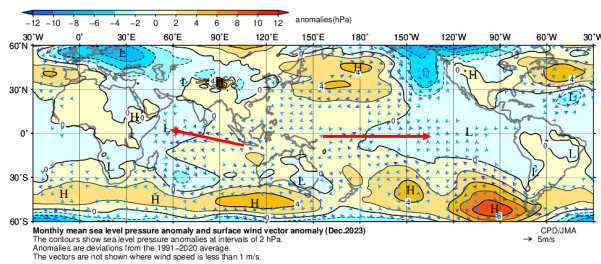 −12 −10 −8 −6 −4 −2 0 2 4 6 8 10 12 anomalies(hPa)
30°W 0° 30°E 60°E 90°E 120°E 150°E 180° 150°W 120°W 90°W 60°W 30°W
60°N
30°N
0°
30°S
60°S
Monthly mean sea level pressure anomaly and surface wind vector anomaly (Dec.2023) CPD/JMA
The contours show sea level pressure anomalies at intervals of 2 hPa. → 5m/s
Anomalies are deviations from the 1991−2020 average.
The vectors are not shown where wind speed is less than 1 m/s.